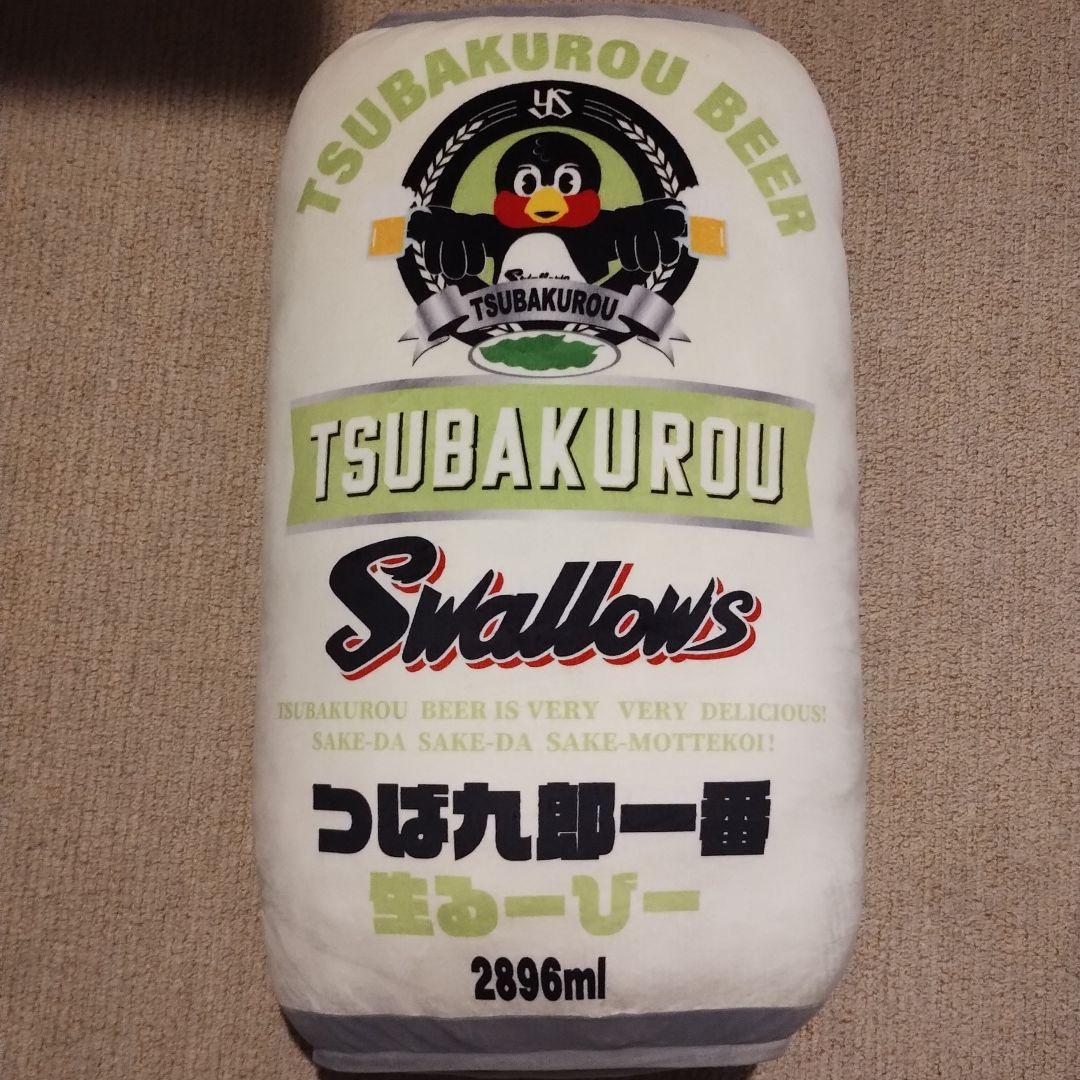 TSUBAKUROU BEER
YS
Swallows
TSUBAKUROU
TSUBAKUROU
Swallows
TSUBAKUROU BEER IS VERY VERY DELICIOUS!
SAKE-DA SAKE-DA SAKE-MOTTEKOI!
つば九郎一番
生るーびー
2896ml